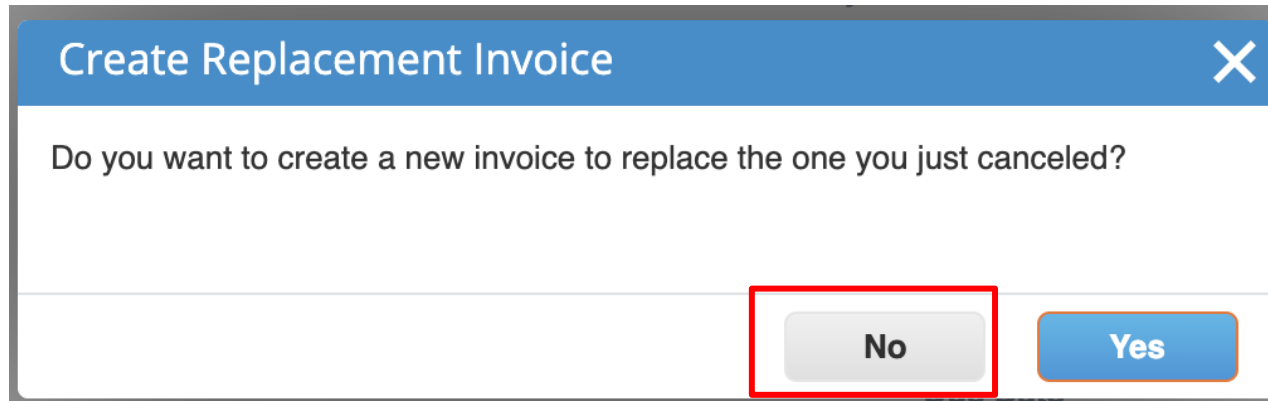 Create Replacement Invoice
Do you want to create a new invoice to replace the one you just canceled?
No
Yes